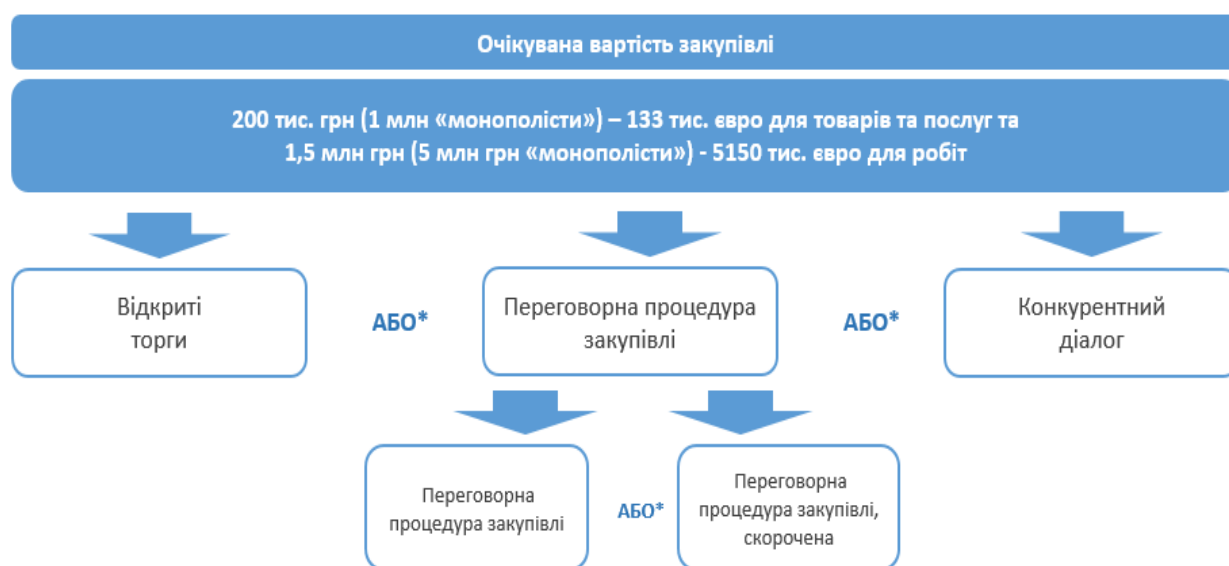 Очікувана вартість закупівлі
200 тис. грн (1 млн «монополісти») – 133 тис. євро для товарів та послуг та
1,5 млн грн (5 млн грн «монополісти») - 5150 тис. євро для робіт
Відкриті
торги
АБО*
Переговорна процедура
закупівлі
АБО*
Конкурентний
діалог
Переговорна
процедура закупівлі
АБО*
Переговорна
процедура закупівлі,
скорочена